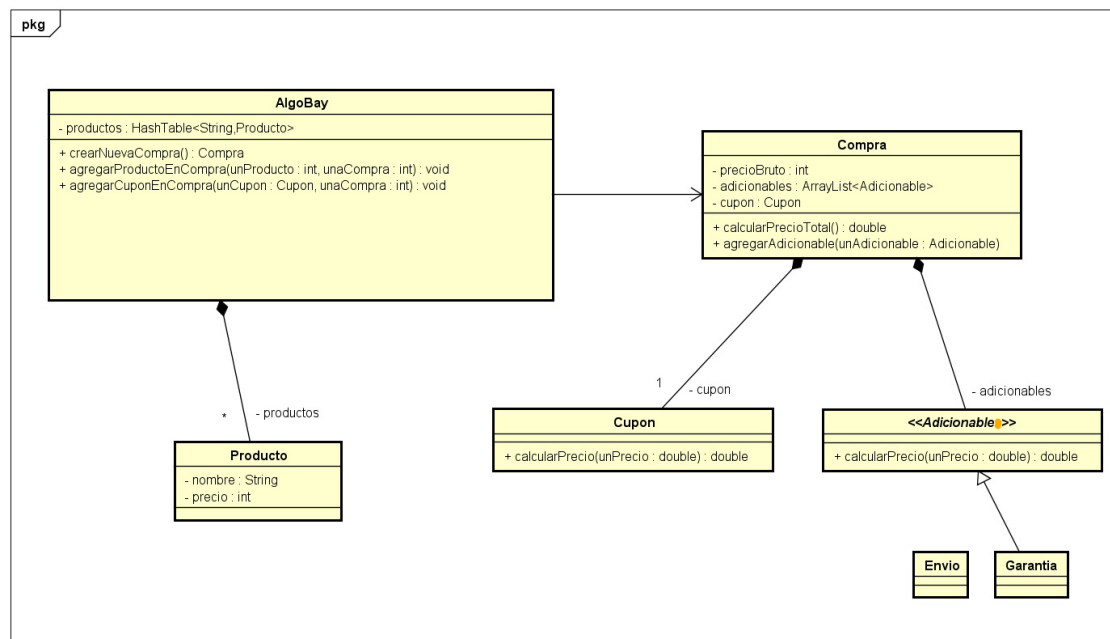 pkg
AlgoBay
- productos : HashTable<String,Producto>
+ crearNuevaCompra() : Compra
+ agregarProductoEnCompra(unProducto : int, unaCompra : int) : void
+ agregarCuponEnCompra(unCupon : Cupon, unaCompra : int) : void
Compra
- precioBruto : int
- adicionables : ArrayList<Adicionable>
- cupon : Cupon
+ calcularPrecioTotal() : double
+ agregarAdicionable(unAdicionable : Adicionable)
1
- cupon
- adicionables
*
- productos
Cupon
+ calcularPrecio(unPrecio : double) : double
<<Adicionable>>
+ calcularPrecio(unPrecio : double) : double
Producto
- nombre : String
- precio : int
Envio
Garantia